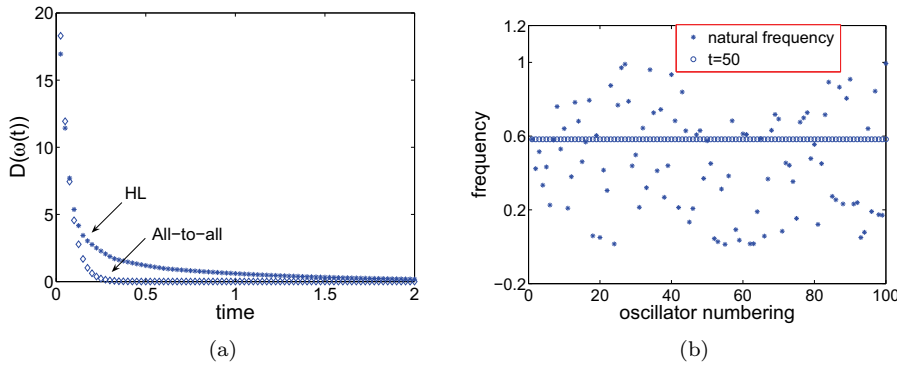 20
15
10
5
0
0
0.5
1
1.5
2
D(ω(t))
time
HL
All−to−all
(a)
1.2
1
0.6
0.2
−0.2
0
20
40
60
80
100
frequency
oscillator numbering
natural frequency
t=50
(b)